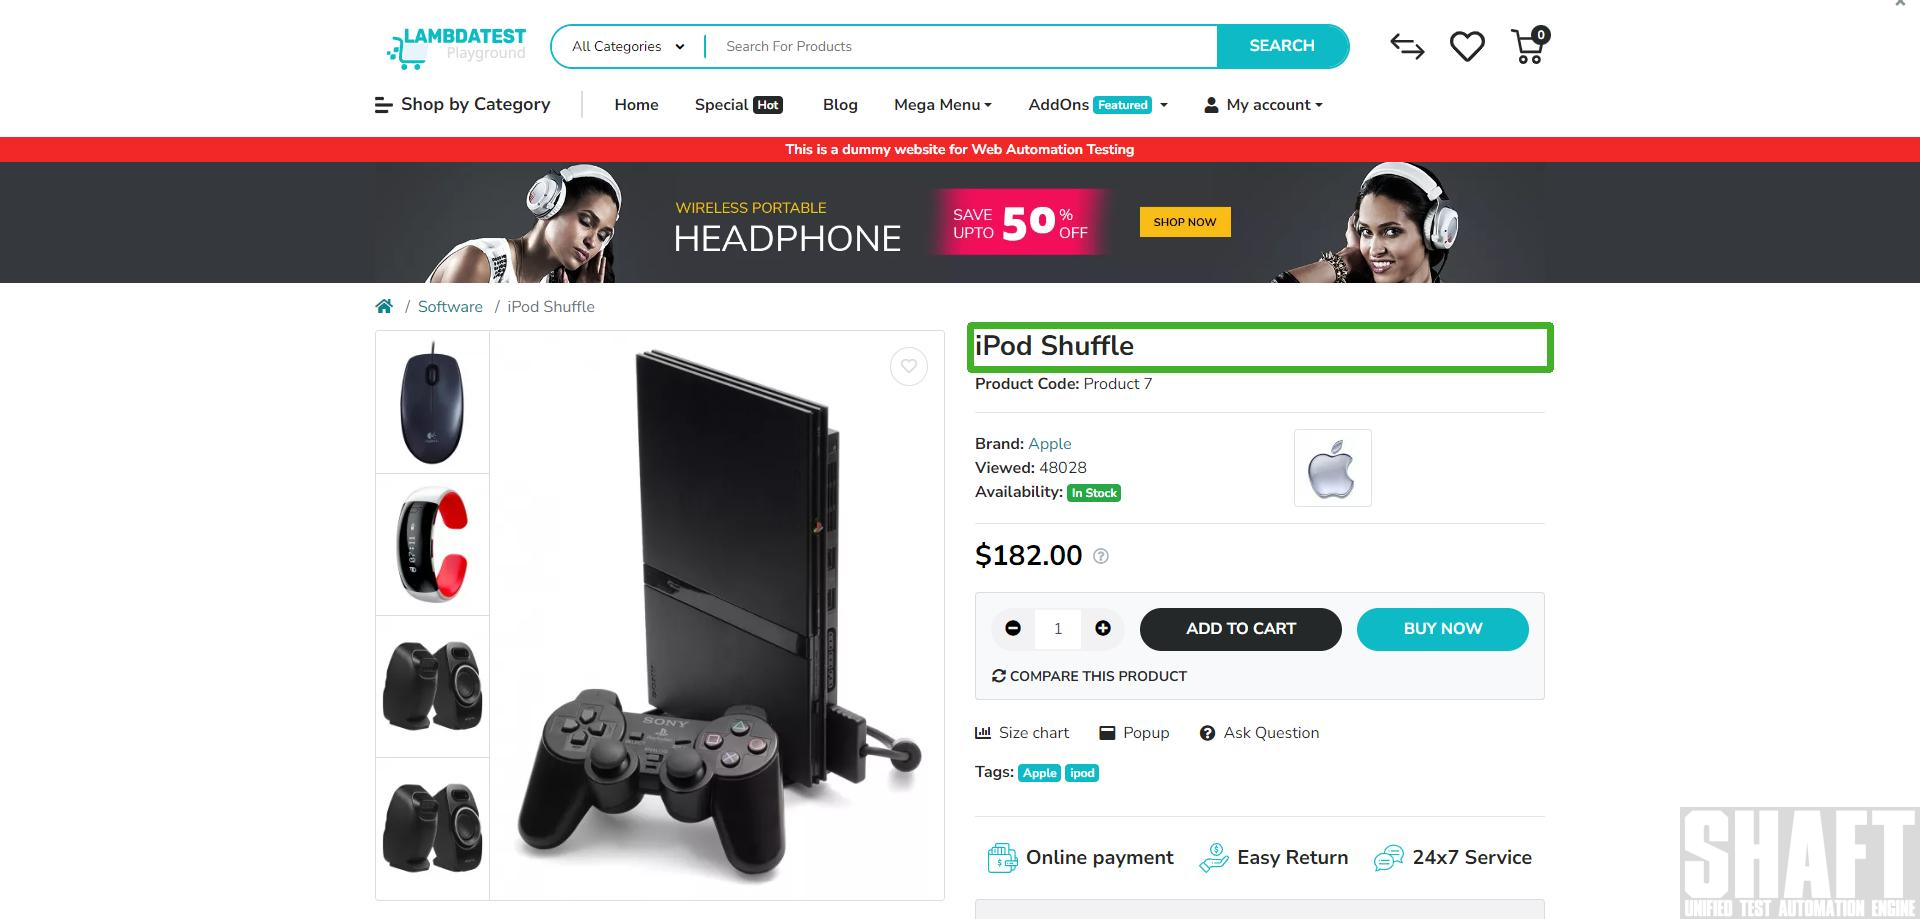 LAMBDATEST
Playground
All Categories
Search For Products
SEARCH
0
Shop by Category
Home
Special Hot
Blog
Mega Menu
AddOns Featured
My account
This is a dummy website for Web Automation Testing
WIRELESS PORTABLE
HEADPHONE
SAVE UPTO 50% OFF
SHOP NOW
/ Software / iPod Shuffle
iPod Shuffle
Product Code: Product 7
Brand: Apple
Viewed: 48028
Availability: In Stock
$182.00
1
ADD TO CART
BUY NOW
COMPARE THIS PRODUCT
Size chart
Popup
Ask Question
Tags: Apple ipod
SONY
Online payment
Easy Return
24x7 Service
SHAFT
UNIFIED TEST AUTOMATION ENGINE